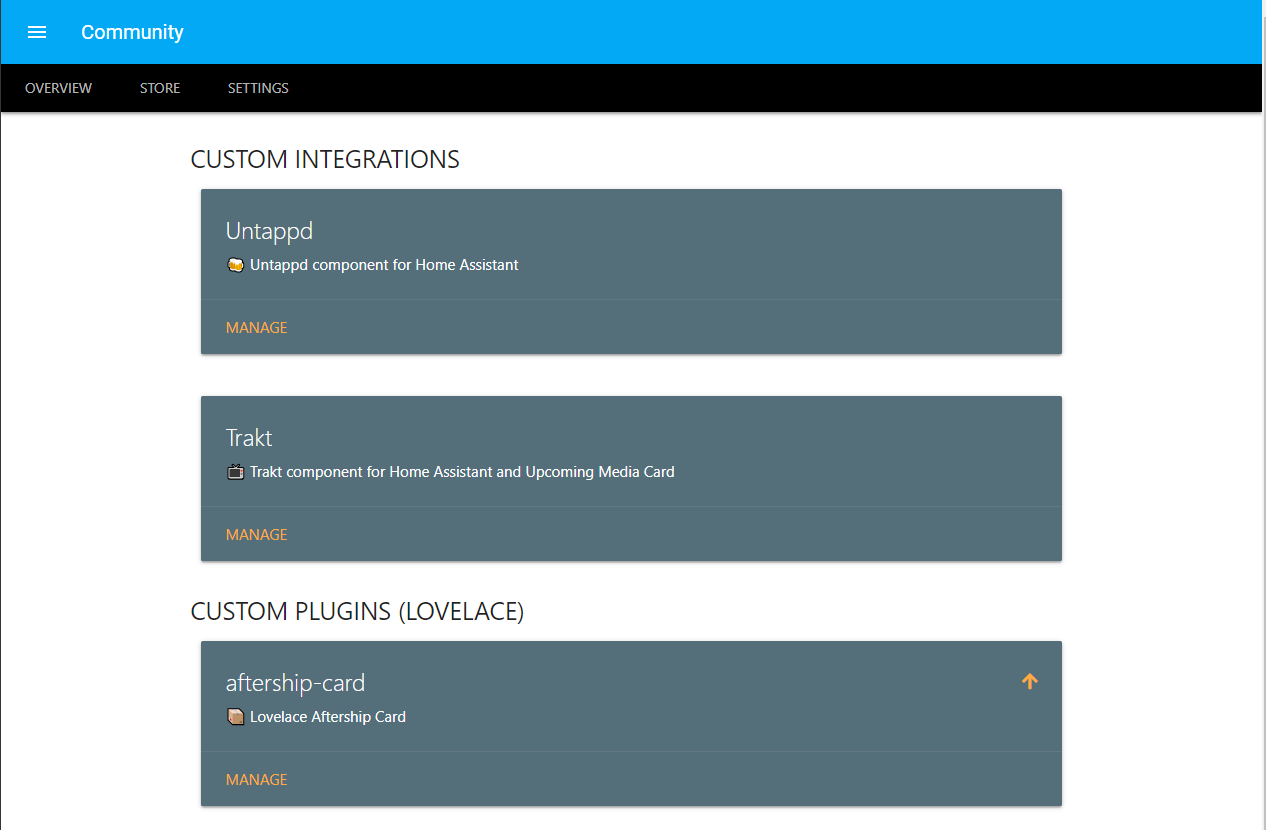 Community
OVERVIEW STORE SETTINGS
CUSTOM INTEGRATIONS
Untappd
🍻 Untappd component for Home Assistant
MANAGE
Trakt
📺 Trakt component for Home Assistant and Upcoming Media Card
MANAGE
CUSTOM PLUGINS (LOVELACE)
aftership-card
📦 Lovelace Aftership Card
MANAGE